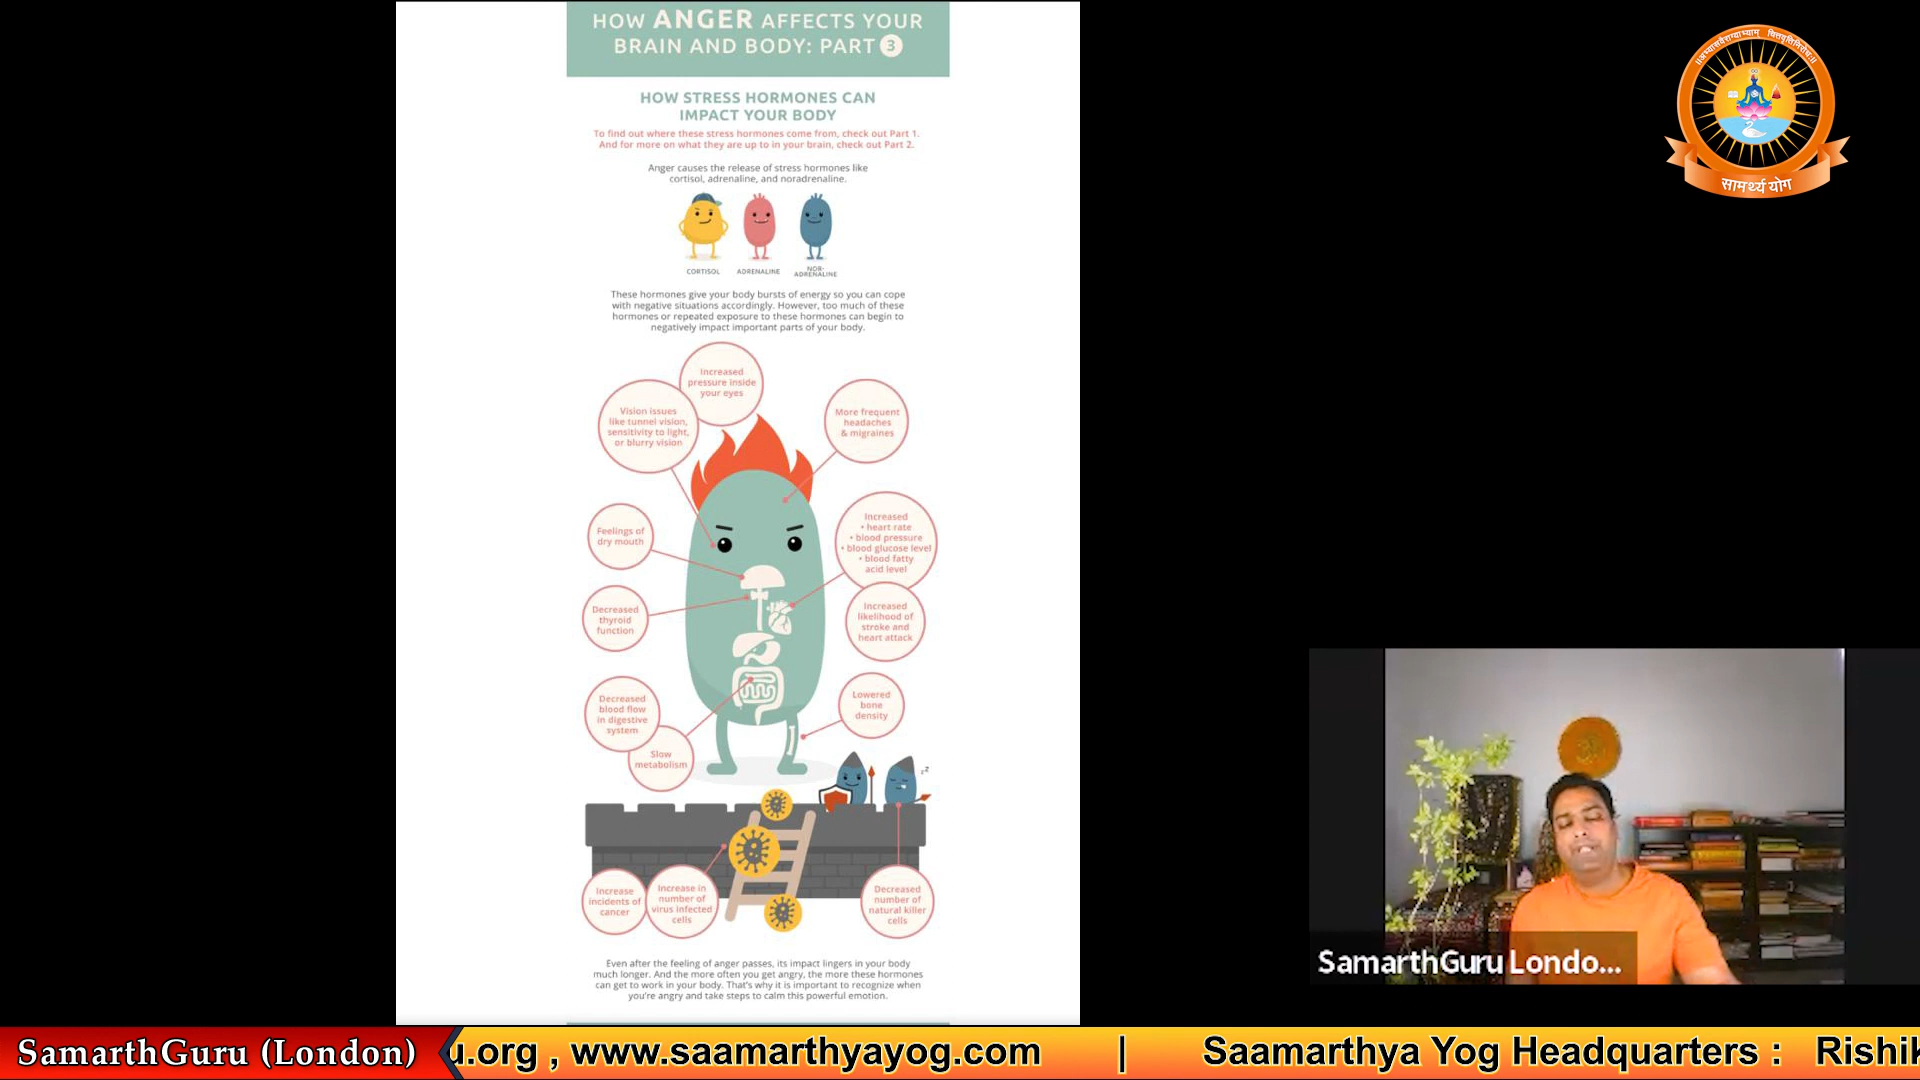 HOW ANGER AFFECTS YOUR
BRAIN AND BODY: PART 3
HOW STRESS HORMONES CAN
IMPACT YOUR BODY
To find out where these stress hormones come from, check out Part 1.
And for more on what they are up to in your brain, check out Part 2.
Anger causes the release of stress hormones like
cortisol, adrenaline, and noradrenaline.
CORTISOL
ADRENALINE
NOR-
ADRENALINE
These hormones give your body bursts of energy so you can cope
with negative situations accordingly. However, too much of these
hormones or repeated exposure to these hormones can begin to
negatively impact important parts of your body.
Increased
pressure inside
your eyes
Vision issues
like tunnel vision,
sensitivity to light,
or blurry vision
More frequent
headaches
& migraines
Feelings of
dry mouth
Increased
• heart rate
• blood pressure
• blood glucose level
• blood fatty
acid level
Decreased
thyroid
function
Increased
likelihood of
stroke and
heart attack
Decreased
blood flow
in digestive
system
Slow
metabolism
Lowered
bone
density
zz
Increase
incidents of
cancer
Increase in
number of
virus infected
cells
Decreased
number of
natural killer
cells
Even after the feeling of anger passes, its impact lingers in your body
much longer. And the more often you get angry, the more these hormones
can get to work in your body. That's why it is important to recognize when
you're angry and take steps to calm this powerful emotion.
॥अभ्यासवैराग्याभ्याम् चित्तवृत्तिनिरोधः॥
सामर्थ्य योग
SamarthGuru Londo...
SamarthGuru (London)
u.org , www.saamarthyayog.com | Saamarthya Yog Headquarters : Rishik